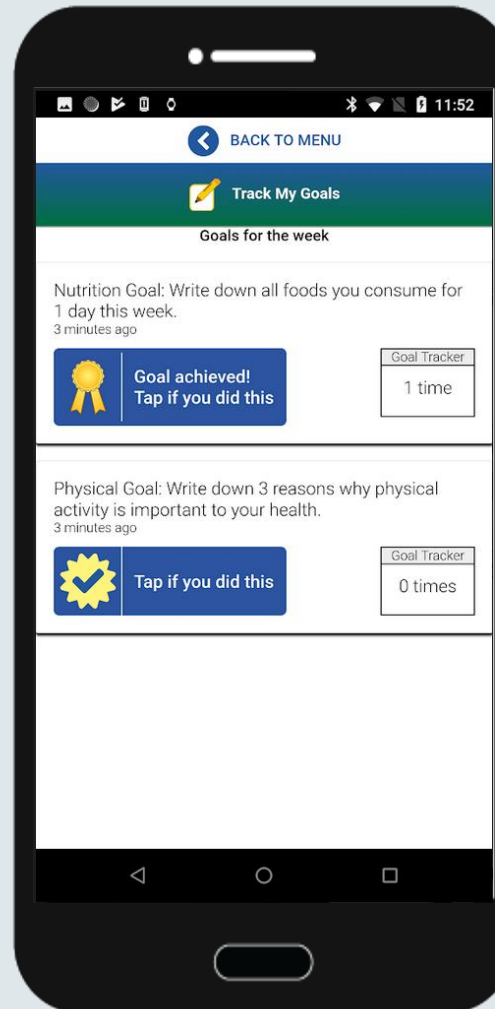 11:52
BACK TO MENU
Track My Goals
Goals for the week
Nutrition Goal: Write down all foods you consume for
1 day this week.
3 minutes ago
Goal achieved!
Tap if you did this
Goal Tracker
1 time
Physical Goal: Write down 3 reasons why physical
activity is important to your health.
3 minutes ago
Tap if you did this
Goal Tracker
0 times